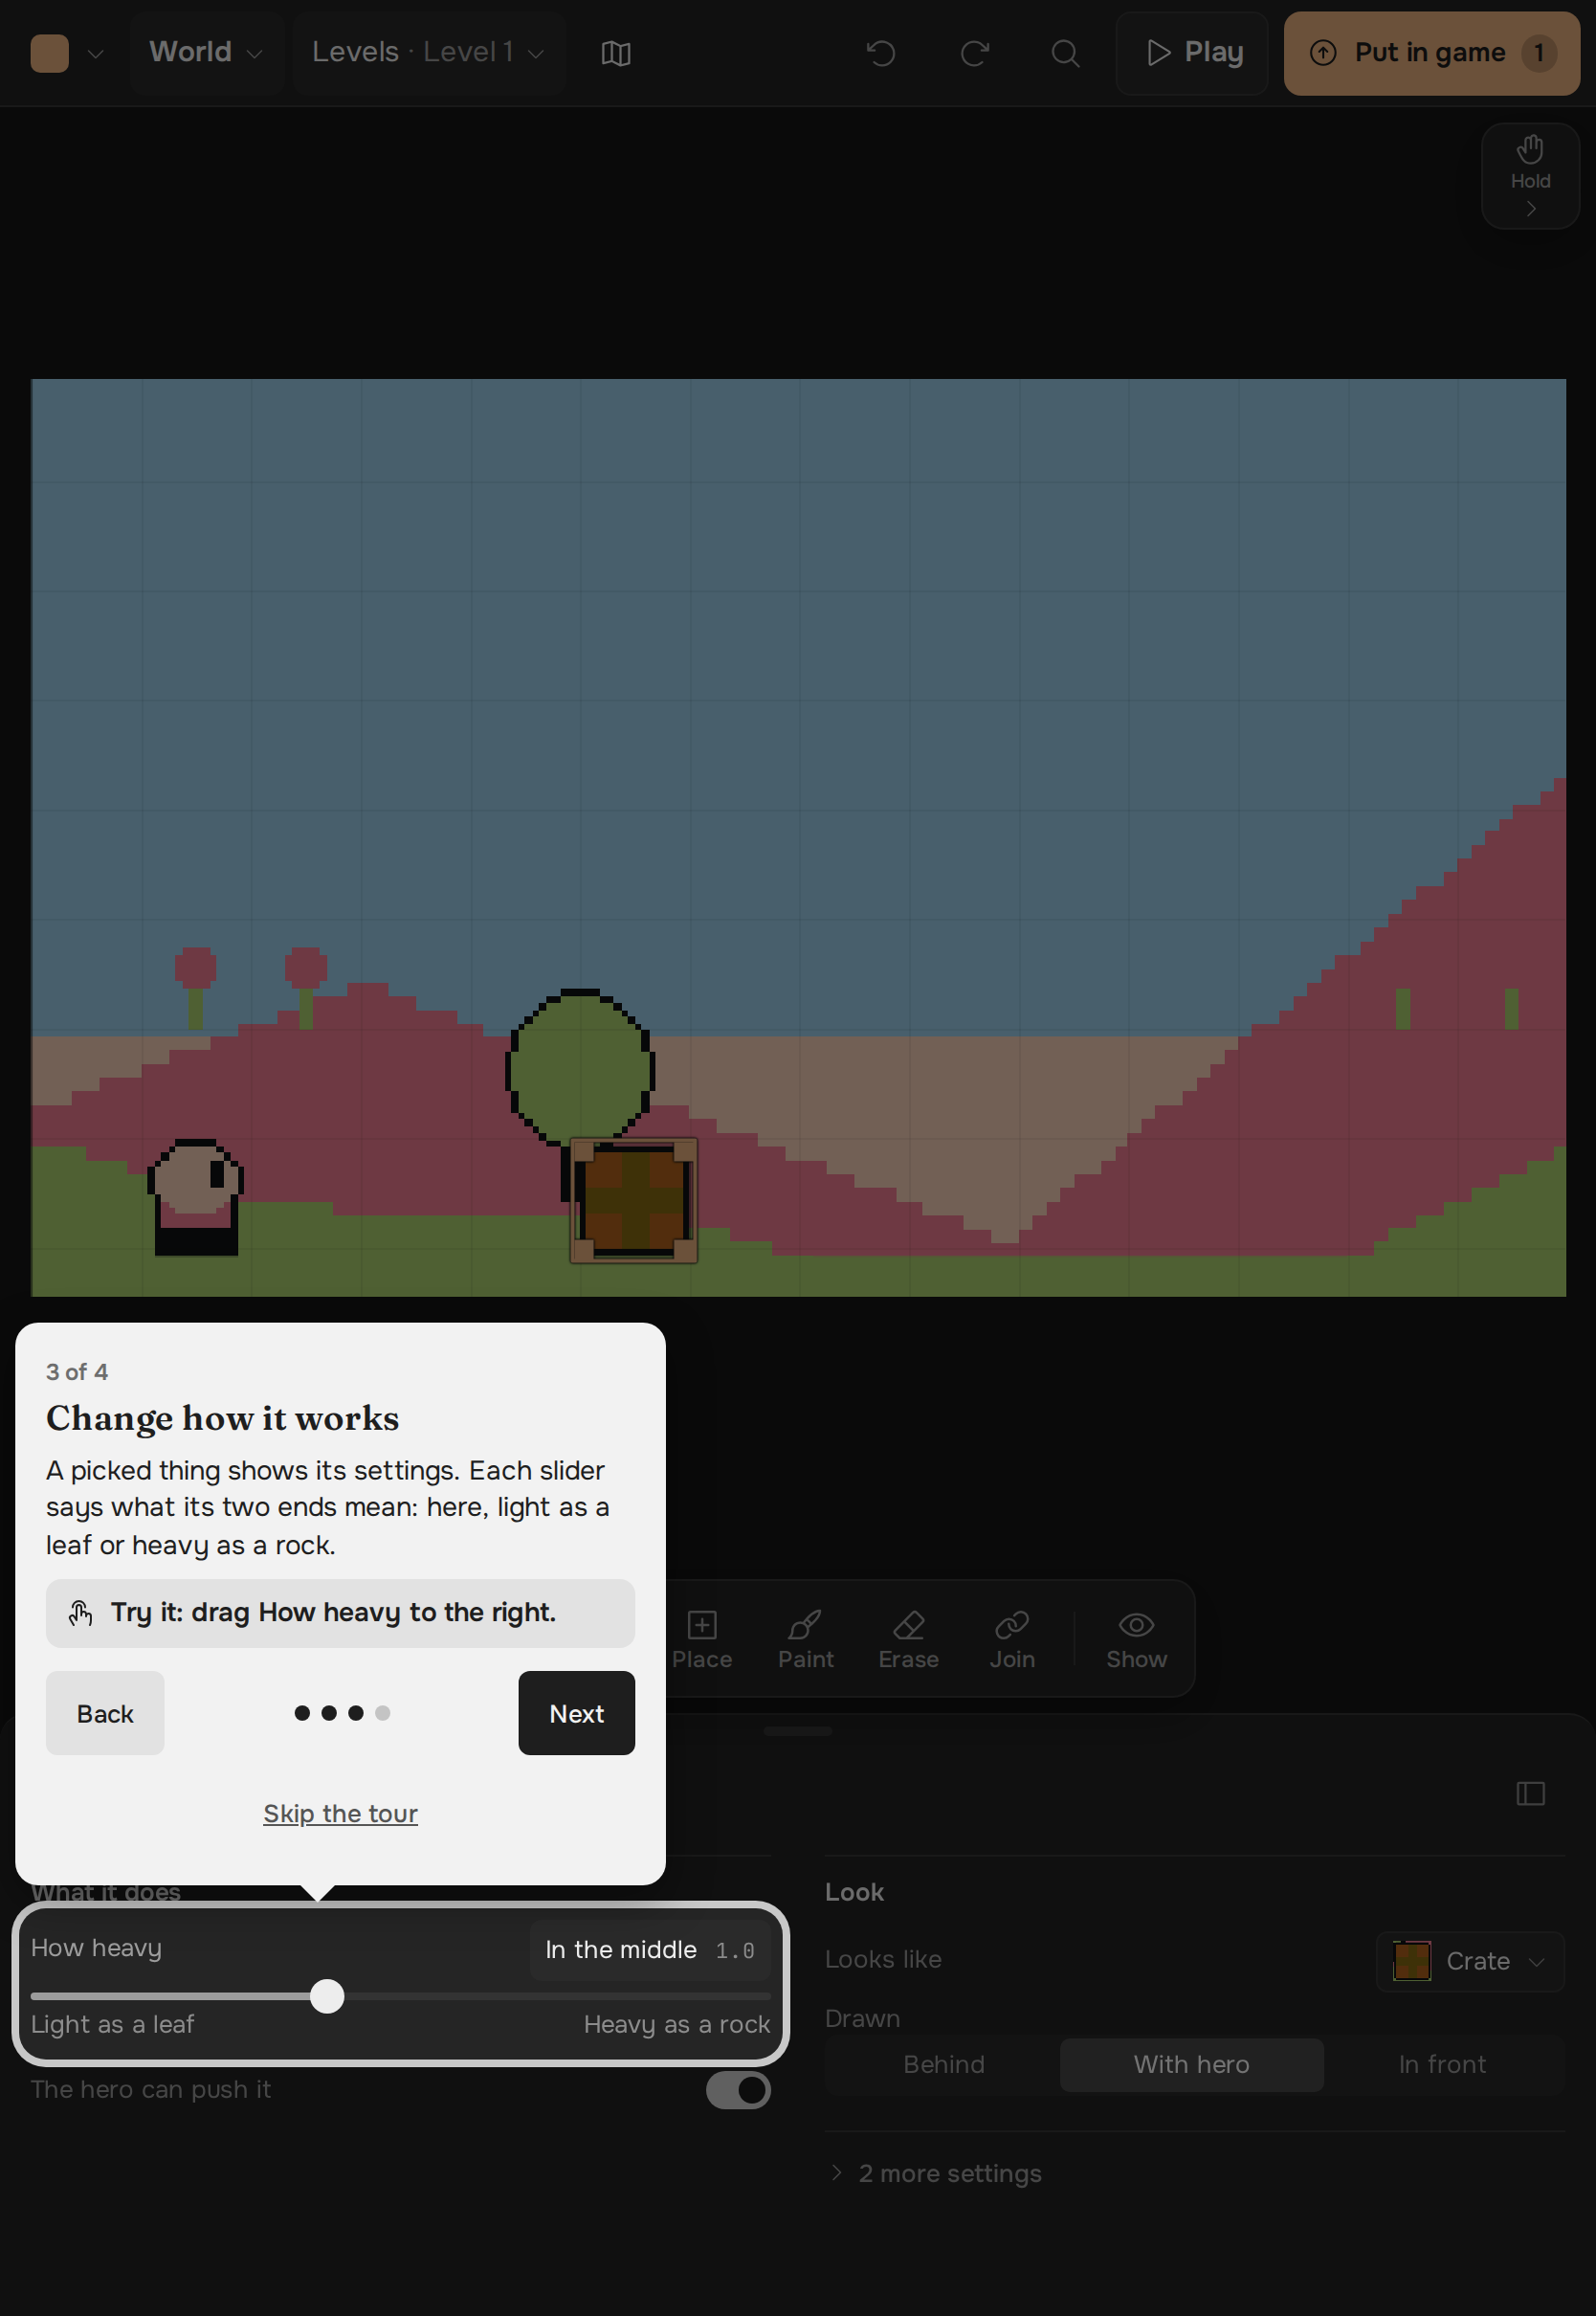 World
Levels · Level 1
Play
Put in game 1
Hold
3 of 4
Change how it works
A picked thing shows its settings. Each slider
says what its two ends mean: here, light as a
leaf or heavy as a rock.
Try it: drag How heavy to the right.
Back
Next
Skip the tour
Place
Paint
Erase
Join
Show
What it does
How heavy
In the middle 1.0
Light as a leaf
Heavy as a rock
The hero can push it
Look
Looks like
Crate
Drawn
Behind
With hero
In front
2 more settings